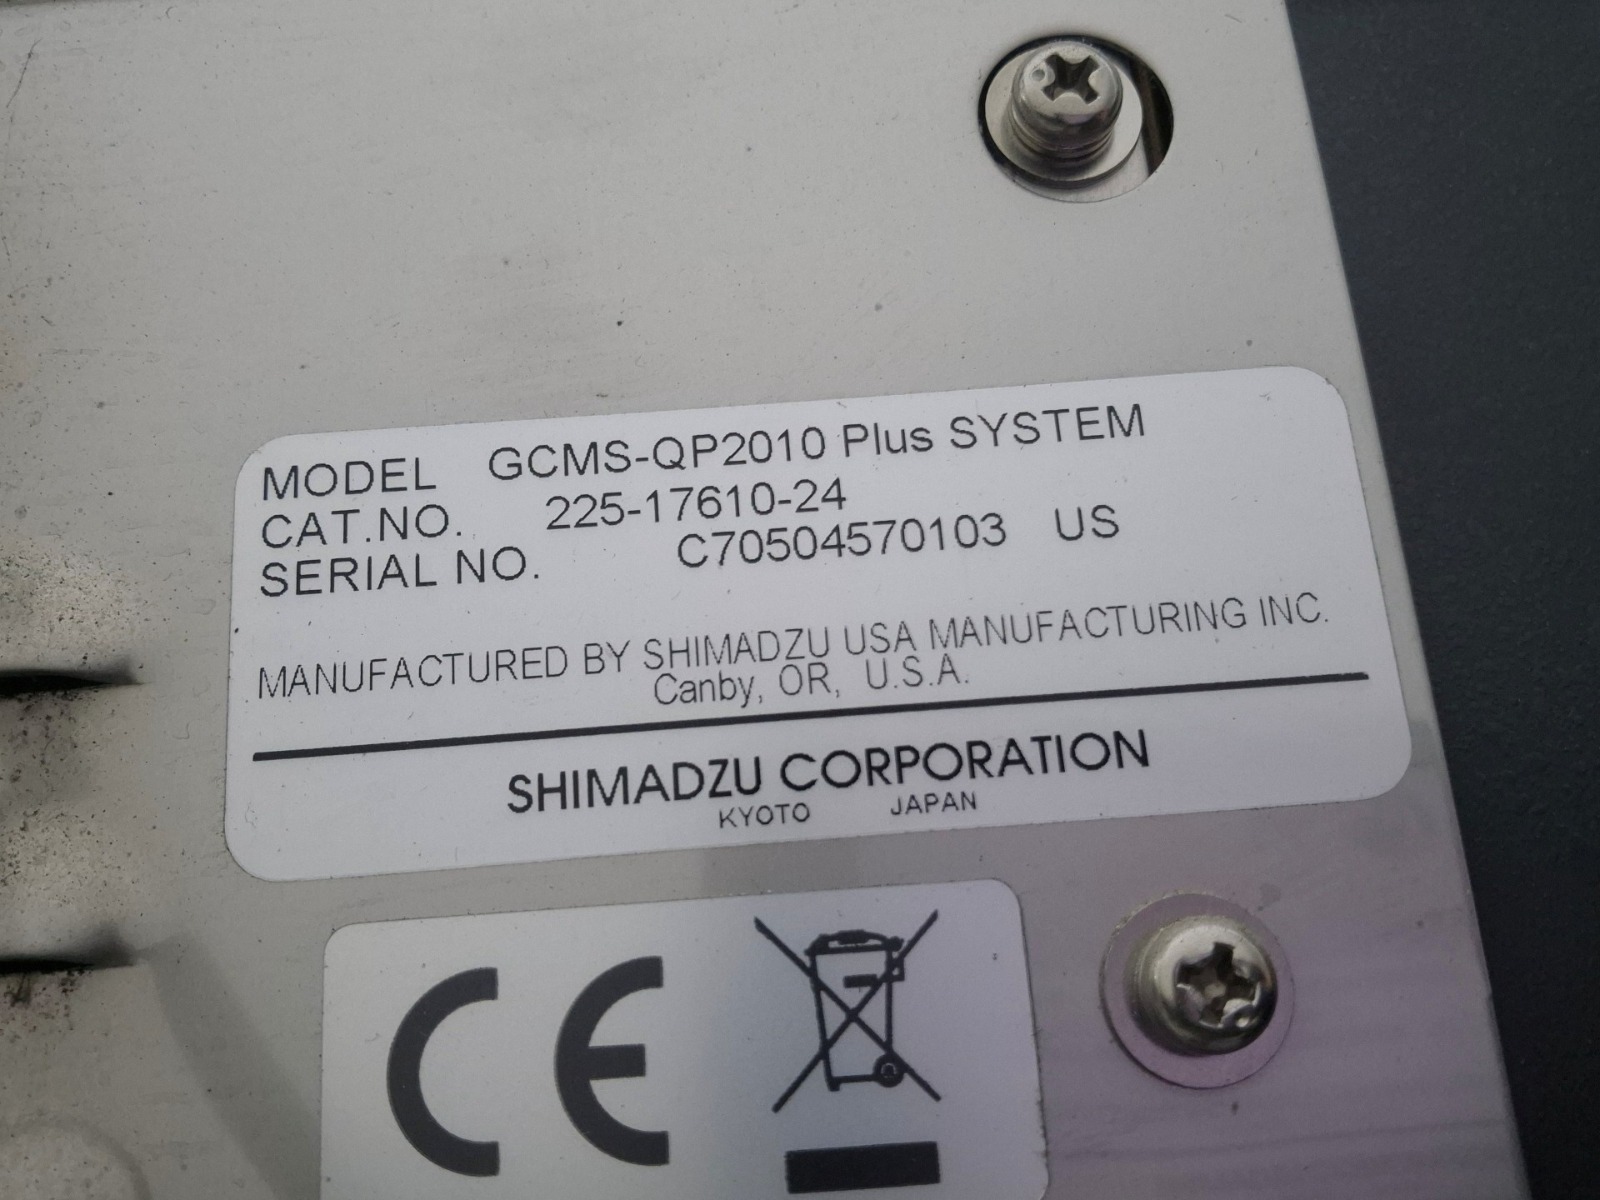 MODEL GCMS-QP2010 Plus SYSTEM
CAT.NO. 225-17610-24
SERIAL NO. C70504570103 US
MANUFACTURED BY SHIMADZU USA MANUFACTURING INC.
Canby, OR, U.S.A.
SHIMADZU CORPORATION
KYOTO JAPAN
CE